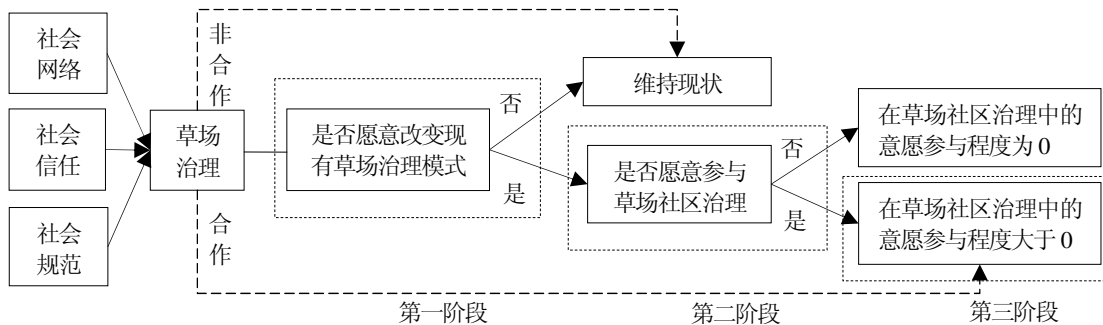 社会
网络
社会
信任
社会
规范
草场
治理
非
合
作
合
作
是否愿意改变现
有草场治理模式
否
是
维持现状
是否愿意参与
草场社区治理
否
是
在草场社区治理中的
意愿参与程度为0
在草场社区治理中的
意愿参与程度大于0
第一阶段
第二阶段
第三阶段